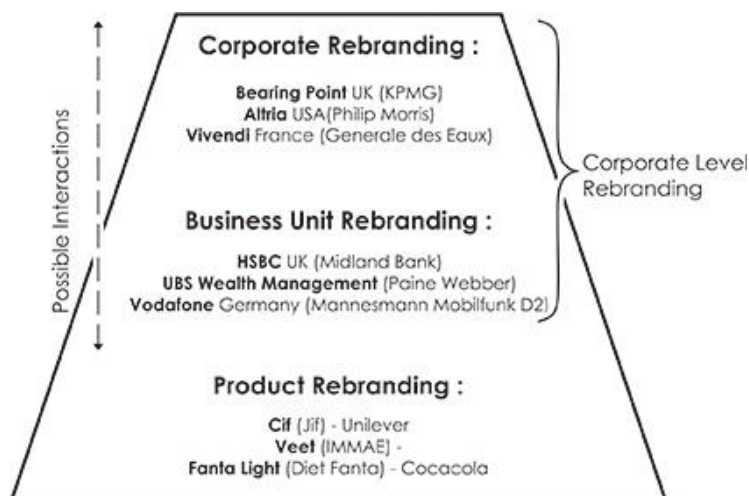 Corporate Rebranding :
Bearing Point UK (KPMG)
Altria USA(Philip Morris)
Vivendi France (Generale des Eaux)
Possible Interactions
Corporate Level
Rebranding
Business Unit Rebranding :
HSBC UK (Midland Bank)
UBS Wealth Management (Paine Webber)
Vodafone Germany (Mannesmann Mobilfunk D2)
Product Rebranding :
Cif (Jif) - Unilever
Veet (IMMAE) -
Fanta Light (Diet Fanta) - Cocacola